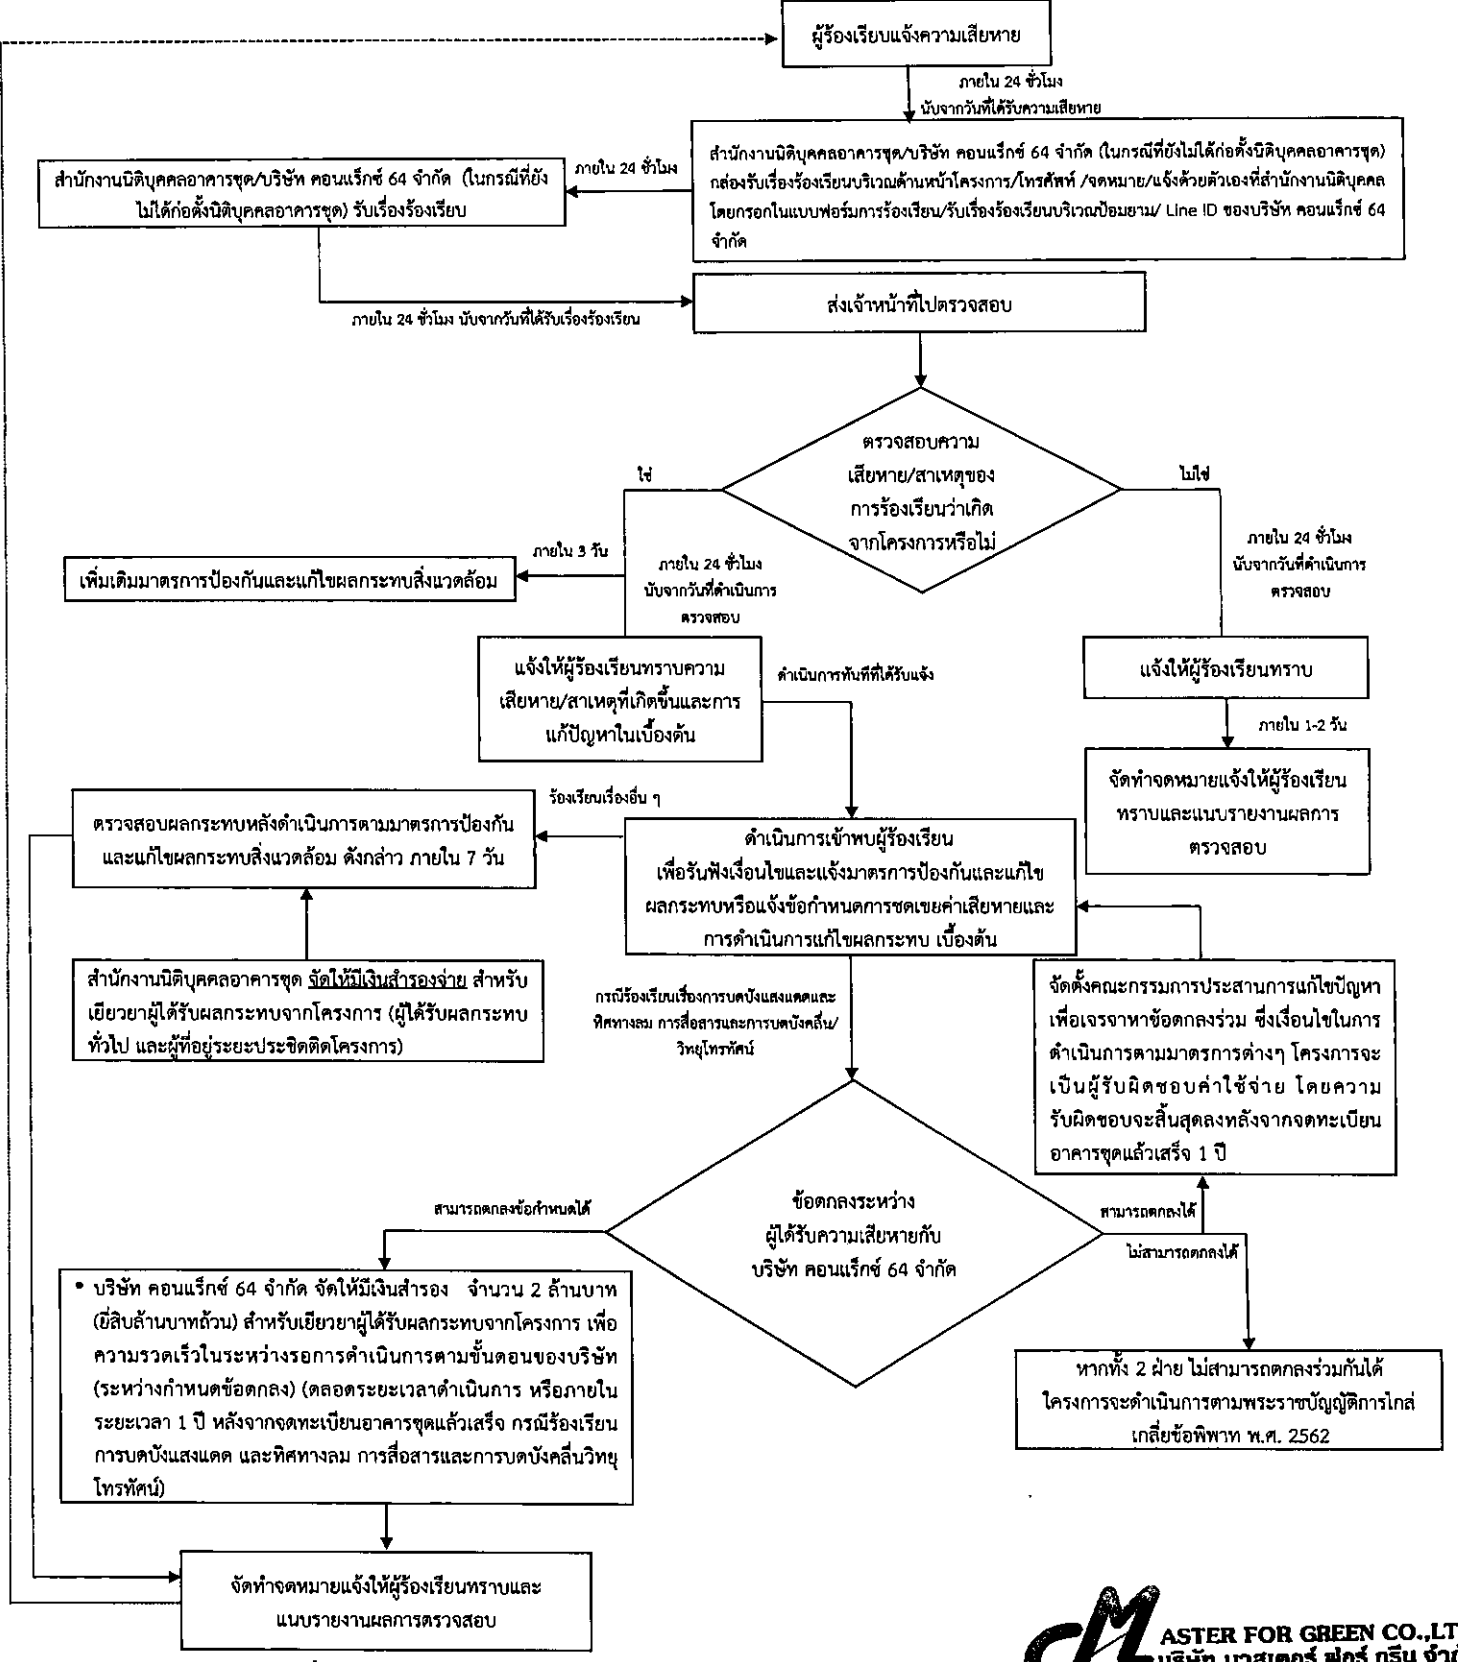 ผู้ร้องเรียนแจ้งความเสียหาย
ภายใน 24 ชั่วโมง
นับจากวันที่ได้รับความเสียหาย
สำนักงานนิติบุคคลอาคารชุด/บริษัท คอนแร็กซ์ 64 จำกัด (ในกรณีที่ยังไม่ได้ก่อตั้งนิติบุคคลอาคารชุด)
กล่องรับเรื่องร้องเรียนบริเวณด้านหน้าโครงการ/โทรศัพท์ /จดหมาย/แจ้งด้วยตัวเองที่สำนักงานนิติบุคคล
โดยกรอกในแบบฟอร์มการร้องเรียน/รับเรื่องร้องเรียนบริเวณป้อมยาม/ Line ID ของบริษัท คอนแร็กซ์ 64
จำกัด
ภายใน 24 ชั่วโมง
สำนักงานนิติบุคคลอาคารชุด/บริษัท คอนแร็กซ์ 64 จำกัด (ในกรณีที่ยัง
ไม่ได้ก่อตั้งนิติบุคคลอาคารชุด) รับเรื่องร้องเรียน
ภายใน 24 ชั่วโมง นับจากวันที่ได้รับเรื่องร้องเรียน
ส่งเจ้าหน้าที่ไปตรวจสอบ
ตรวจสอบความ
เสียหาย/สาเหตุของ
การร้องเรียนว่าเกิด
จากโครงการหรือไม่
ใช่
ไม่ใช่
ภายใน 3 วัน
เพิ่มเติมมาตรการป้องกันและแก้ไขผลกระทบสิ่งแวดล้อม
ภายใน 24 ชั่วโมง
นับจากวันที่ดำเนินการ
ตรวจสอบ
ภายใน 24 ชั่วโมง
นับจากวันที่ดำเนินการ
ตรวจสอบ
แจ้งให้ผู้ร้องเรียนทราบความ
เสียหาย/สาเหตุที่เกิดขึ้นและการ
แก้ปัญหาในเบื้องต้น
ดำเนินการทันทีที่ได้รับแจ้ง
แจ้งให้ผู้ร้องเรียนทราบ
ภายใน 1-2 วัน
จัดทำจดหมายแจ้งให้ผู้ร้องเรียน
ทราบและแนบรายงานผลการ
ตรวจสอบ
ร้องเรียนเรื่องอื่น ๆ
ตรวจสอบผลกระทบหลังดำเนินการตามมาตรการป้องกัน
และแก้ไขผลกระทบสิ่งแวดล้อม ดังกล่าว ภายใน 7 วัน
ดำเนินการเข้าพบผู้ร้องเรียน
เพื่อรับฟังเงื่อนไขและแจ้งมาตรการป้องกันและแก้ไข
ผลกระทบหรือแจ้งข้อกำหนดการชดเชยค่าเสียหายและ
การดำเนินการแก้ไขผลกระทบ เบื้องต้น
สำนักงานนิติบุคคลอาคารชุด จัดให้มีเงินสำรองจ่าย สำหรับ
เยียวยาผู้ได้รับผลกระทบจากโครงการ (ผู้ได้รับผลกระทบ
ทั่วไป และผู้ที่อยู่ระยะประชิดติดโครงการ)
กรณีร้องเรียนเรื่องการบดบังแสงแดดและ
ทิศทางลม การสื่อสารและการบดบังคลื่น/
วิทยุโทรทัศน์
จัดตั้งคณะกรรมการประสานการแก้ไขปัญหา
เพื่อเจรจาหาข้อตกลงร่วม ซึ่งเงื่อนไขในการ
ดำเนินการตามมาตรการต่างๆ โครงการจะ
เป็นผู้รับผิดชอบค่าใช้จ่าย โดยความ
รับผิดชอบจะสิ้นสุดลงหลังจากจดทะเบียน
อาคารชุดแล้วเสร็จ 1 ปี
ข้อตกลงระหว่าง
ผู้ได้รับความเสียหายกับ
บริษัท คอนแร็กซ์ 64 จำกัด
สามารถตกลงข้อกำหนดได้
สามารถตกลงได้
ไม่สามารถตกลงได้
• บริษัท คอนแร็กซ์ 64 จำกัด จัดให้มีเงินสำรอง จำนวน 2 ล้านบาท
(ยี่สิบล้านบาทถ้วน) สำหรับเยียวยาผู้ได้รับผลกระทบจากโครงการ เพื่อ
ความรวดเร็วในระหว่างรอการดำเนินการตามขั้นตอนของบริษัท
(ระหว่างกำหนดข้อตกลง) (ตลอดระยะเวลาดำเนินการ หรือภายใน
ระยะเวลา 1 ปี หลังจากจดทะเบียนอาคารชุดแล้วเสร็จ กรณีร้องเรียน
การบดบังแสงแดด และทิศทางลม การสื่อสารและการบดบังคลื่นวิทยุ
โทรทัศน์)
หากทั้ง 2 ฝ่าย ไม่สามารถตกลงร่วมกันได้
โครงการจะดำเนินการตามพระราชบัญญัติการไกล่
เกลี่ยข้อพิพาท พ.ศ. 2562
จัดทำจดหมายแจ้งให้ผู้ร้องเรียนทราบและ
แนบรายงานผลการตรวจสอบ
MASTER FOR GREEN CO.,LT
บริษัท มาสเตอร์ ฟอร์ กรีน จำกั